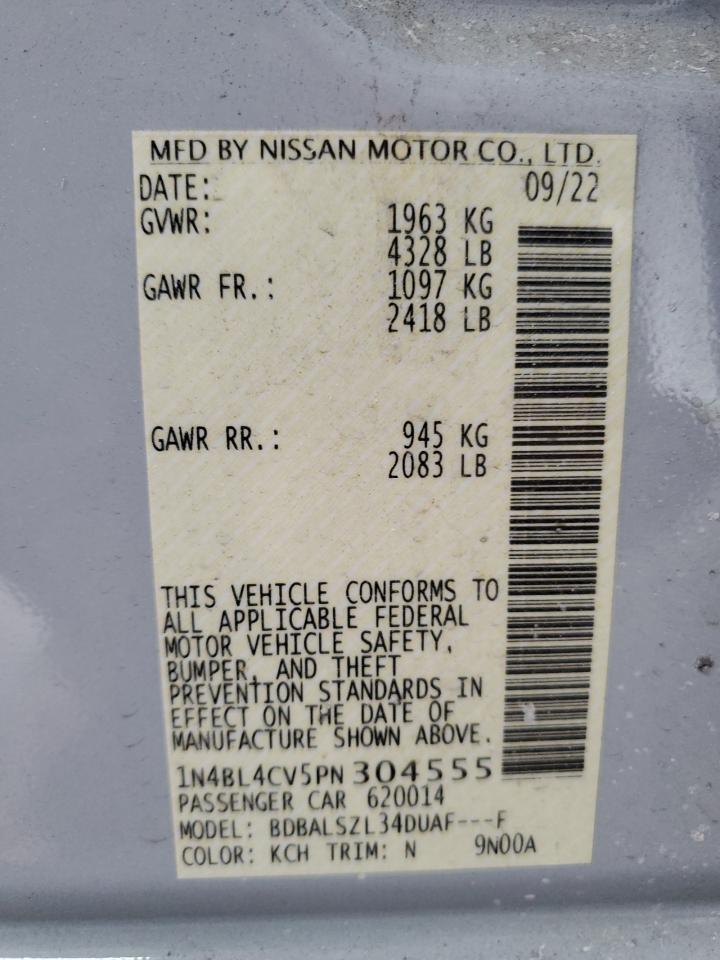 MFD BY NISSAN MOTOR CO., LTD.
DATE: 09/22
GVWR: 1963 KG
4328 LB
GAWR FR.: 1097 KG
2418 LB
GAWR RR.: 945 KG
2083 LB
THIS VEHICLE CONFORMS TO
ALL APPLICABLE FEDERAL
MOTOR VEHICLE SAFETY,
BUMPER, AND THEFT
PREVENTION STANDARDS IN
EFFECT ON THE DATE OF
MANUFACTURE SHOWN ABOVE.
1N4BL4CV5PN304555
PASSENGER CAR 620014
MODEL: BDBALSZL34DUAF---F
COLOR: KCH TRIM: N 9N00A